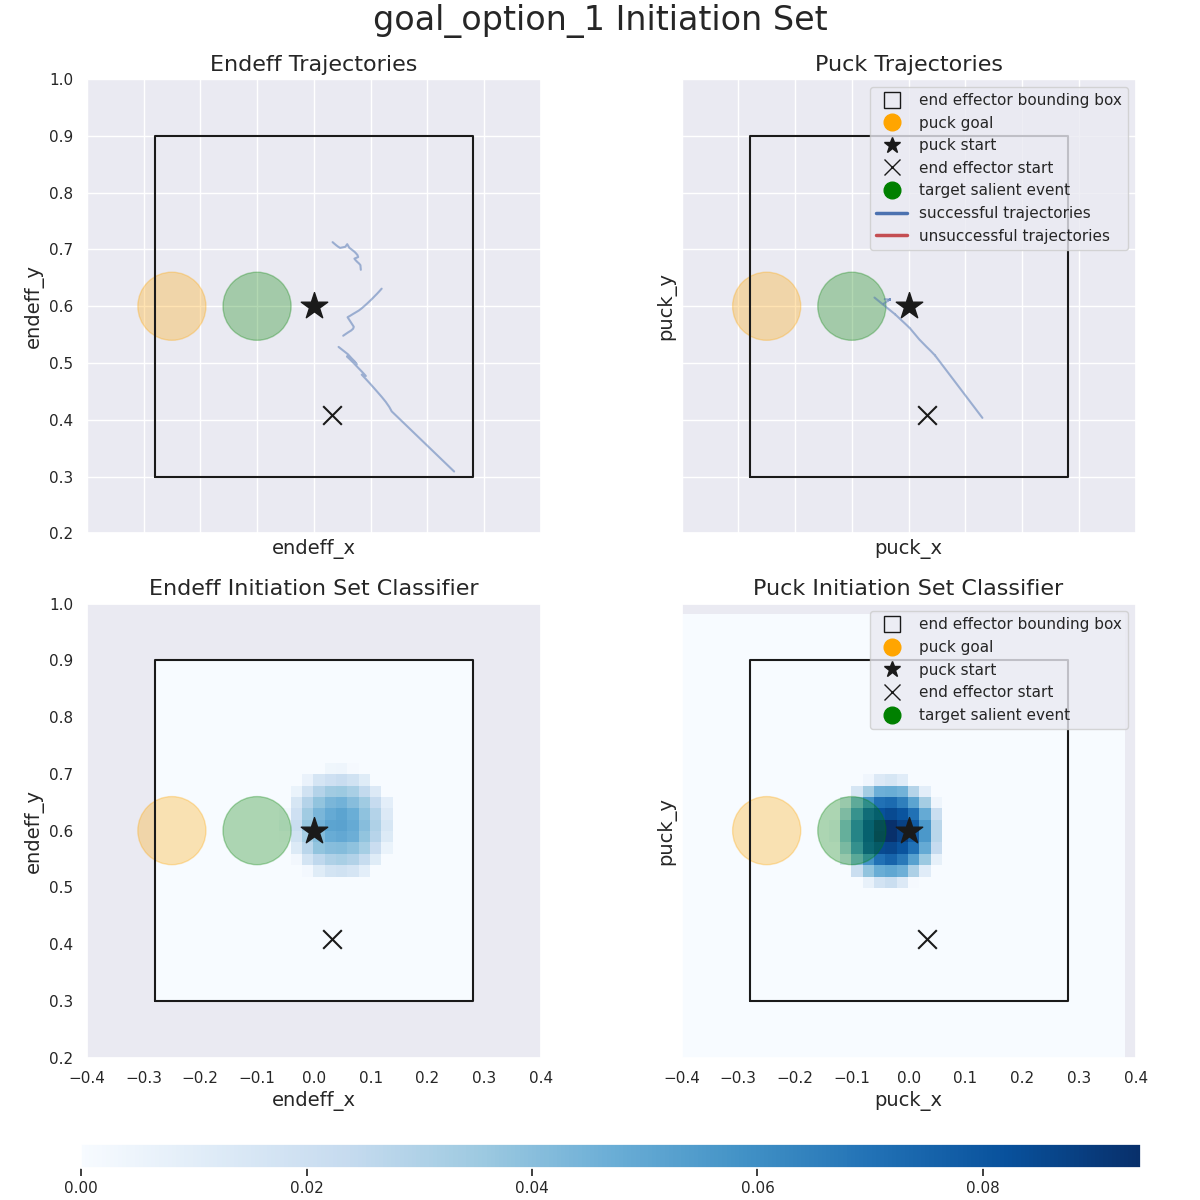 goal_option_1 Initiation Set
Endeff Trajectories
Puck Trajectories
1.0
0.9
0.8
0.7
0.6
0.5
0.4
0.3
0.2
endeff_y
endeff_x
puck_y
puck_x
end effector bounding box
puck goal
puck start
end effector start
target salient event
successful trajectories
unsuccessful trajectories
Endeff Initiation Set Classifier
Puck Initiation Set Classifier
1.0
0.9
0.8
0.7
0.6
0.5
0.4
0.3
0.2
endeff_y
−0.4 −0.3 −0.2 −0.1 0.0 0.1 0.2 0.3 0.4
endeff_x
puck_y
end effector bounding box
puck goal
puck start
end effector start
target salient event
−0.4 −0.3 −0.2 −0.1 0.0 0.1 0.2 0.3 0.4
puck_x
0.00 0.02 0.04 0.06 0.08